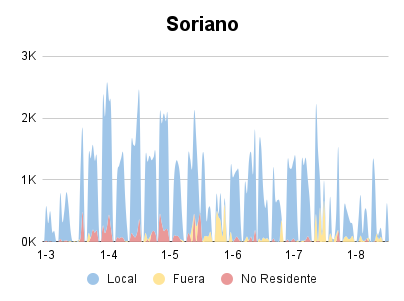 Soriano
3K
2K
1K
0K
1-3 1-4 1-5 1-6 1-7 1-8
Local Fuera No Residente